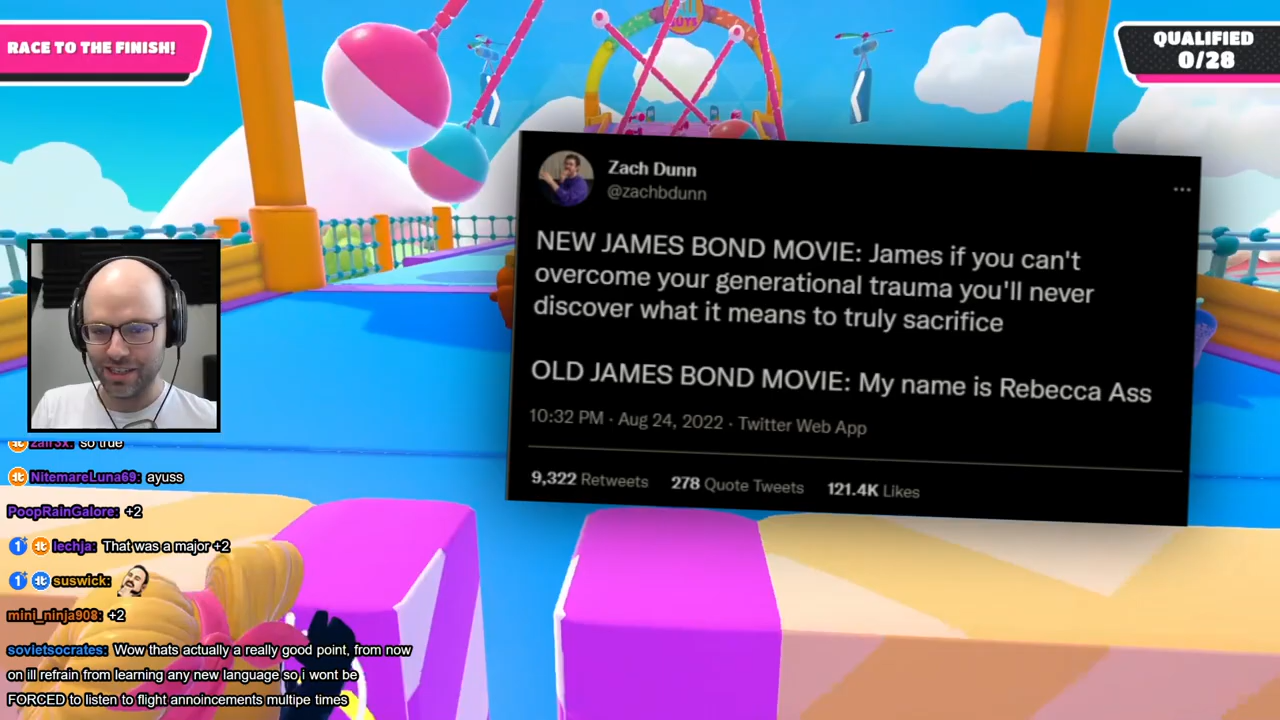 RACE TO THE FINISH!
QUALIFIED
0/28
Zach Dunn
@zachbdunn
NEW JAMES BOND MOVIE: James if you can't
overcome your generational trauma you'll never
discover what it means to truly sacrifice
OLD JAMES BOND MOVIE: My name is Rebecca Ass
10:32 PM · Aug 24, 2022 · Twitter Web App
9,322 Retweets 278 Quote Tweets 121.4K Likes
so true
NitemareLuna69: ayuss
PoopRainGalore: +2
lechja: That was a major +2
suswick:
mini_ninja908: +2
sovietsocrates: Wow thats actually a really good point, from now
on ill refrain from learning any new language so i wont be
FORCED to listen to flight annoincements multipe times